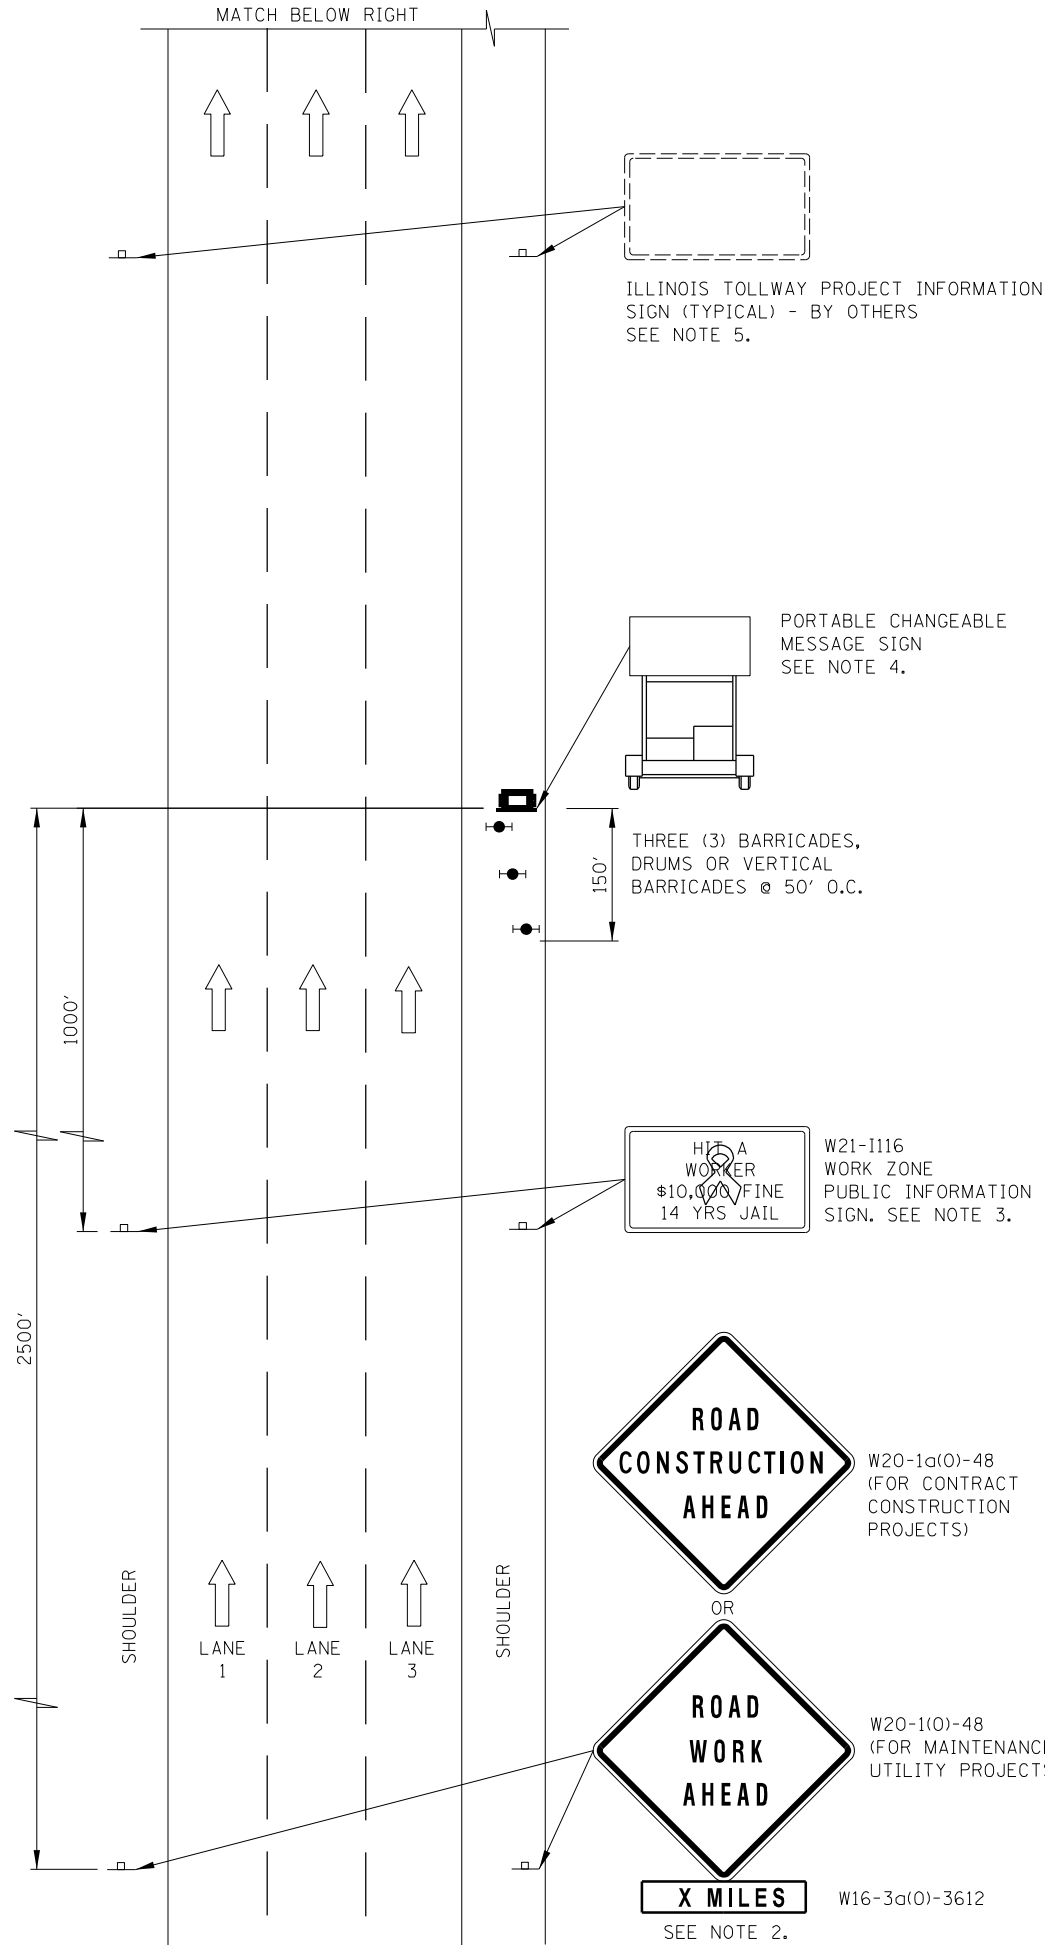 MATCH BELOW RIGHT
ILLINOIS TOLLWAY PROJECT INFORMATION
SIGN (TYPICAL) - BY OTHERS
SEE NOTE 5.
PORTABLE CHANGEABLE
MESSAGE SIGN
SEE NOTE 4.
150'
THREE (3) BARRICADES,
DRUMS OR VERTICAL
BARRICADES @ 50' O.C.
1000'
2500'
HIT A
WORKER
$10,000 FINE
14 YRS JAIL
W21-I116
WORK ZONE
PUBLIC INFORMATION
SIGN. SEE NOTE 3.
ROAD
CONSTRUCTION
AHEAD
W20-1a(O)-48
(FOR CONTRACT
CONSTRUCTION
PROJECTS)
OR
SHOULDER
LANE
1
LANE
2
LANE
3
SHOULDER
ROAD
WORK
AHEAD
W20-1(O)-48
(FOR MAINTENANC
UTILITY PROJECT
X MILES
W16-3a(O)-3612
SEE NOTE 2.